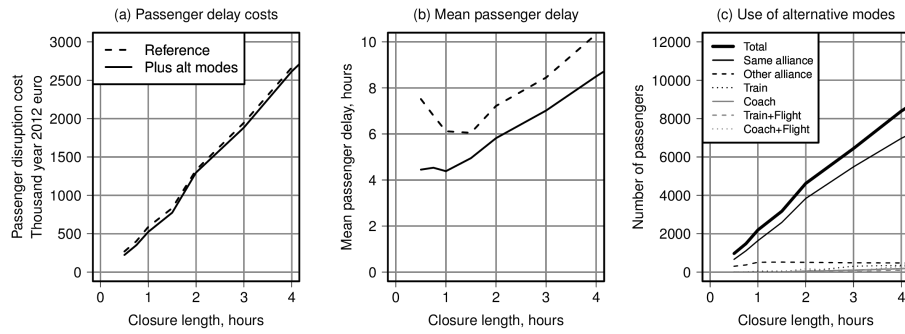 (a) Passenger delay costs
Passenger disruption cost
Thousand year 2012 euro
3000
2500
2000
1500
1000
500
0
Reference
Plus alt modes
0 1 2 3 4
Closure length, hours
(b) Mean passenger delay
Mean passenger delay, hours
10
8
6
4
2
0
0 1 2 3 4
Closure length, hours
(c) Use of alternative modes
Number of passengers
12000
10000
8000
6000
4000
2000
0
Total
Same alliance
Other alliance
Train
Coach
Train+Flight
Coach+Flight
0 1 2 3 4
Closure length, hours